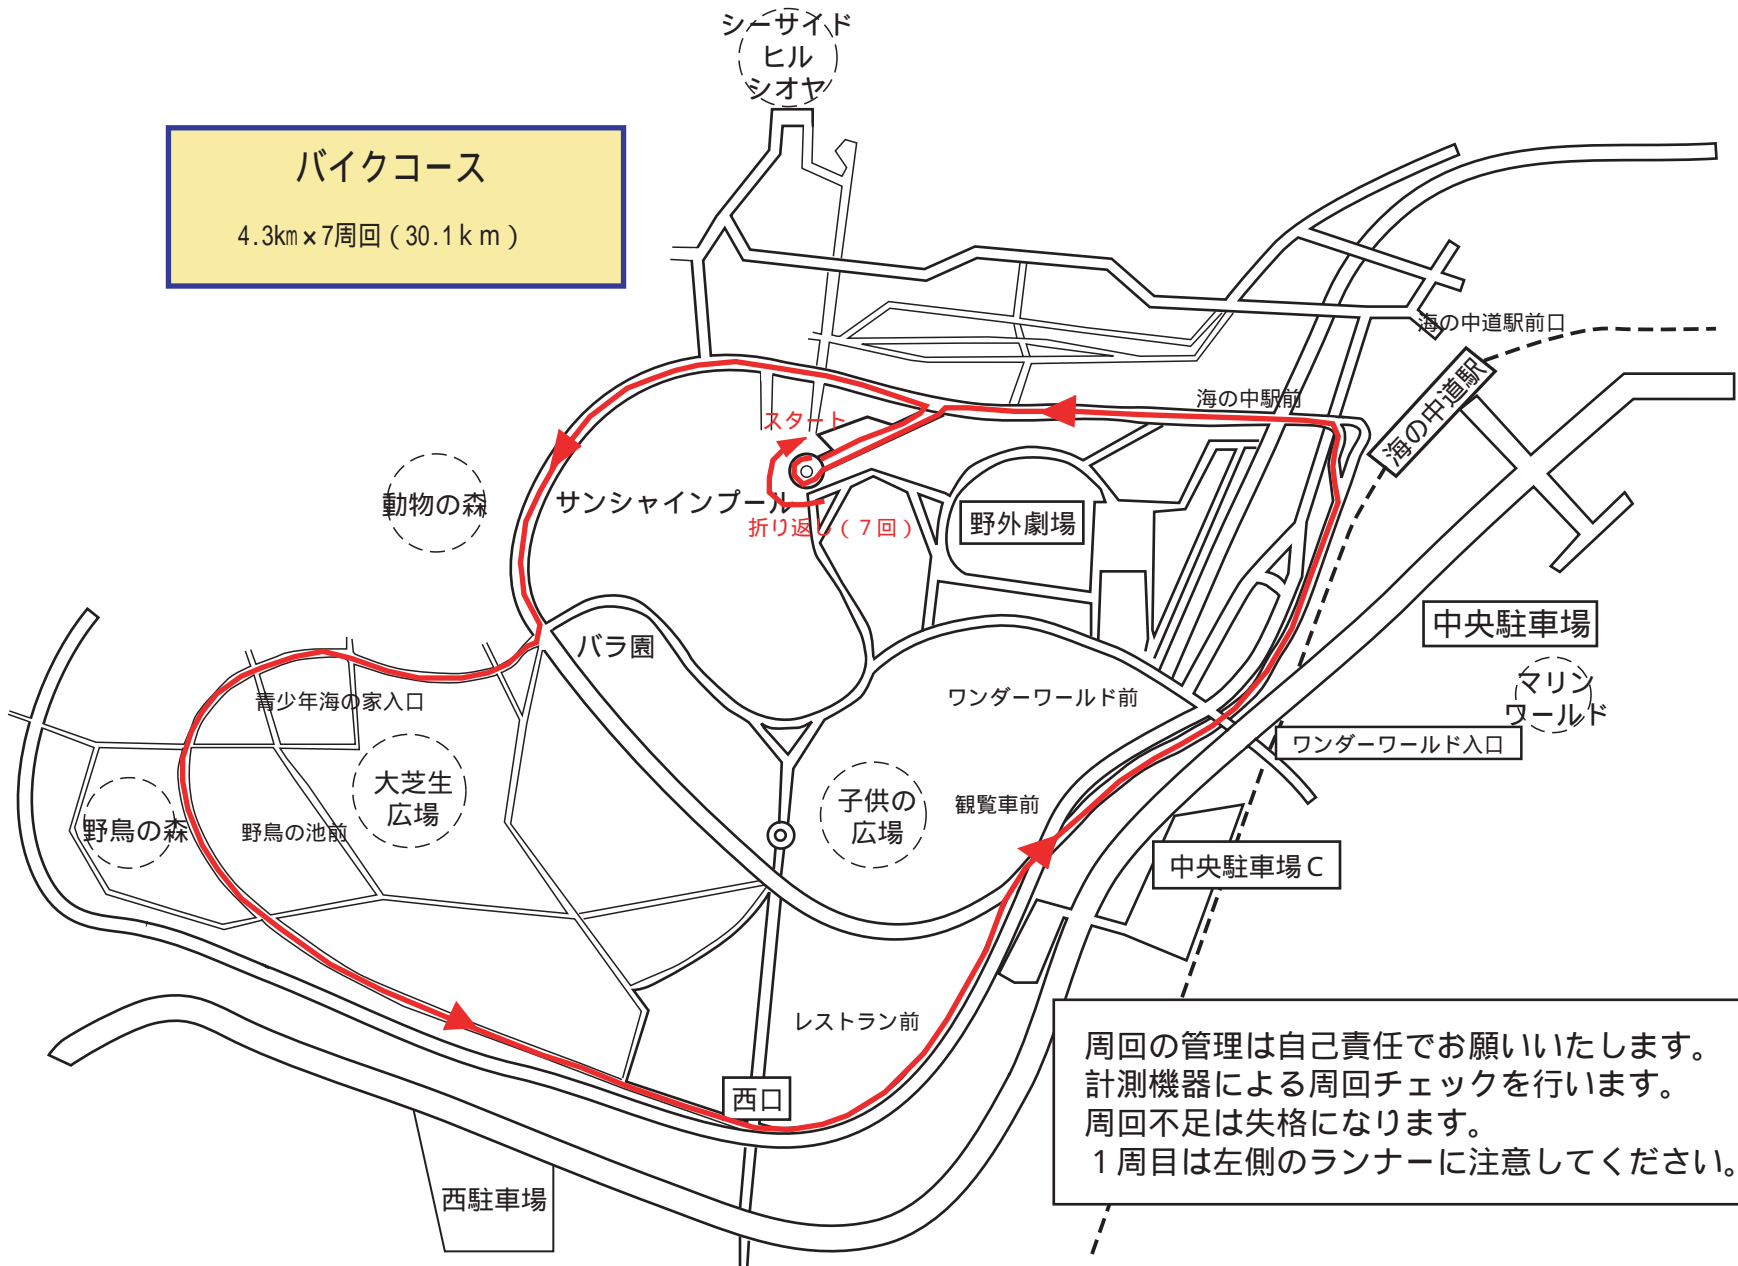 シーサイド
ヒル
シオヤ
バイクコース
4.3km×7周回（30.1ｋｍ）
海の中道駅前口
海の中道駅
海の中駅前
スタート
動物の森
サンシャインプール
折り返し（７回）
野外劇場
中央駐車場
バラ園
マリン
ワールド
青少年海の家入口
ワンダーワールド前
ワンダーワールド入口
大芝生
広場
子供の
広場
観覧車前
野鳥の森
野鳥の池前
中央駐車場Ｃ
レストラン前
西口
西駐車場
周回の管理は自己責任でお願いいたします。
計測機器による周回チェックを行います。
周回不足は失格になります。
１周目は左側のランナーに注意してください。